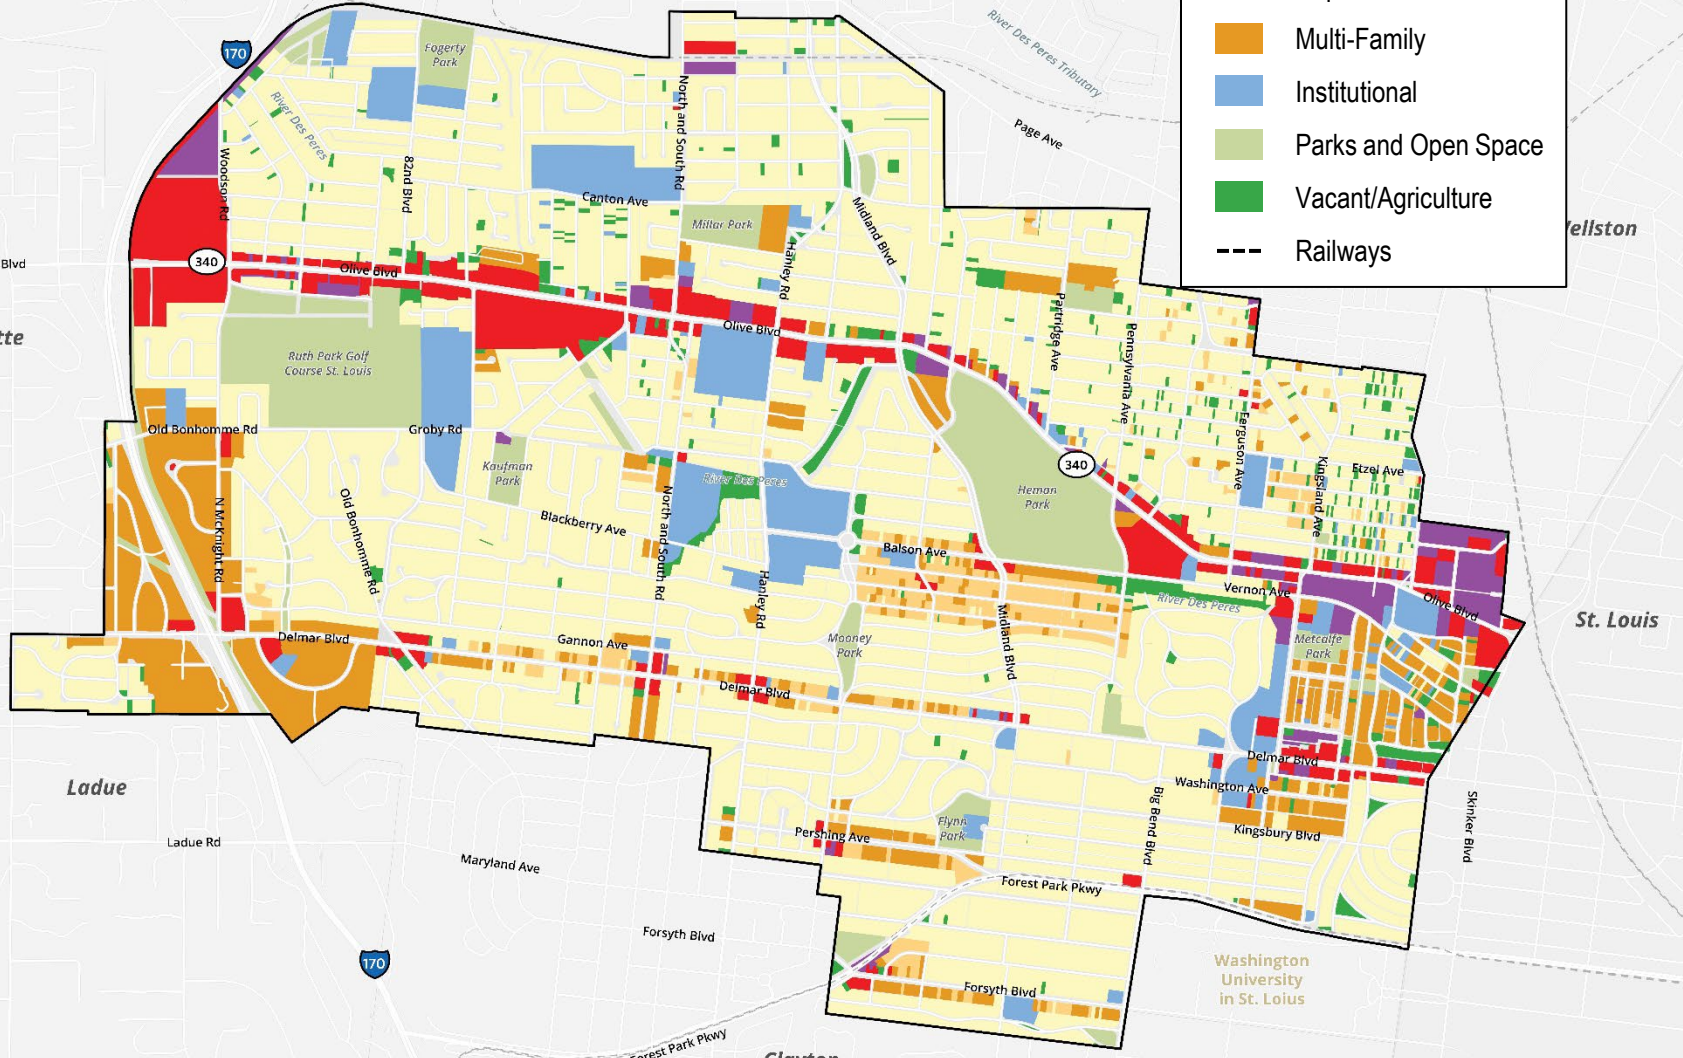 Multi-Family
Institutional
Parks and Open Space
Vacant/Agriculture
Railways
River Des Peres Tributary
170
Fogerty
Park
River Des Peres
North and South Rd
Page Ave
Woodson Rd
82nd Blvd
Canton Ave
Millar Park
Midland Blvd
Hanley Rd
Blvd
340
Olive Blvd
Olive Blvd
Partridge Ave
Pennsylvania Ave
Ruth Park Golf
Course St. Louis
Old Bonhomme Rd
Groby Rd
Kaufman
Park
River Des Peres
340
Ferguson Ave
Kingsland Ave
Etzel Ave
Heman
Park
N McKnight Rd
Old Bonhomme Rd
North and South Rd
Blackberry Ave
Balson Ave
Hanley Rd
Vernon Ave
River Des Peres
Olive Blvd
St. Louis
Delmar Blvd
Gannon Ave
Mooney
Park
Midland Blvd
Metcalfe
Park
Delmar Blvd
Delmar Blvd
Washington Ave
Ladue
Big Bend Blvd
Skinker Blvd
Flynn
Park
Pershing Ave
Kingsbury Blvd
Ladue Rd
Maryland Ave
Forest Park Pkwy
Forsyth Blvd
170
Washington
University
in St. Loius
Forsyth Blvd
Forest Park Pkwy